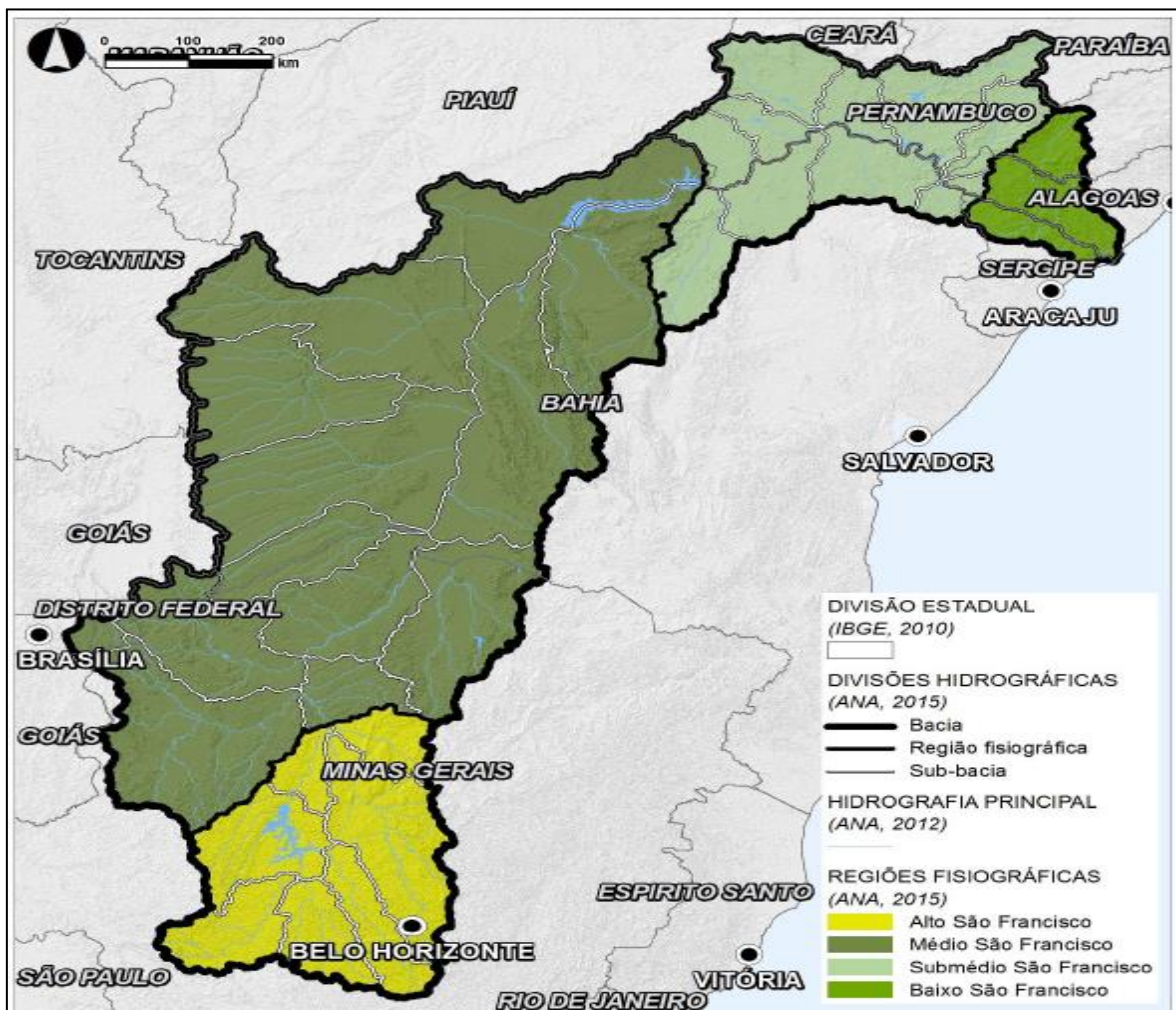 0 100 200
MARANHÃO
km
CEARÁ
PARAÍBA
PIAUÍ
PERNAMBUCO
ALAGOAS
TOCANTINS
SERGIPE
ARACAJU
BAHIA
SALVADOR
GOIÁS
DISTRITO FEDERAL
BRASÍLIA
GOIÁS
MINAS GERAIS
ESPIRITO SANTO
BELO HORIZONTE
SÃO PAULO
VITÓRIA
RIO DE JANEIRO
DIVISÃO ESTADUAL
(IBGE, 2010)
DIVISÕES HIDROGRÁFICAS
(ANA, 2015)
Bacia
Região fisiográfica
Sub-bacia
HIDROGRAFIA PRINCIPAL
(ANA, 2012)
REGIÕES FISIOGRÁFICAS
(ANA, 2015)
Alto São Francisco
Médio São Francisco
Submédio São Francisco
Baixo São Francisco